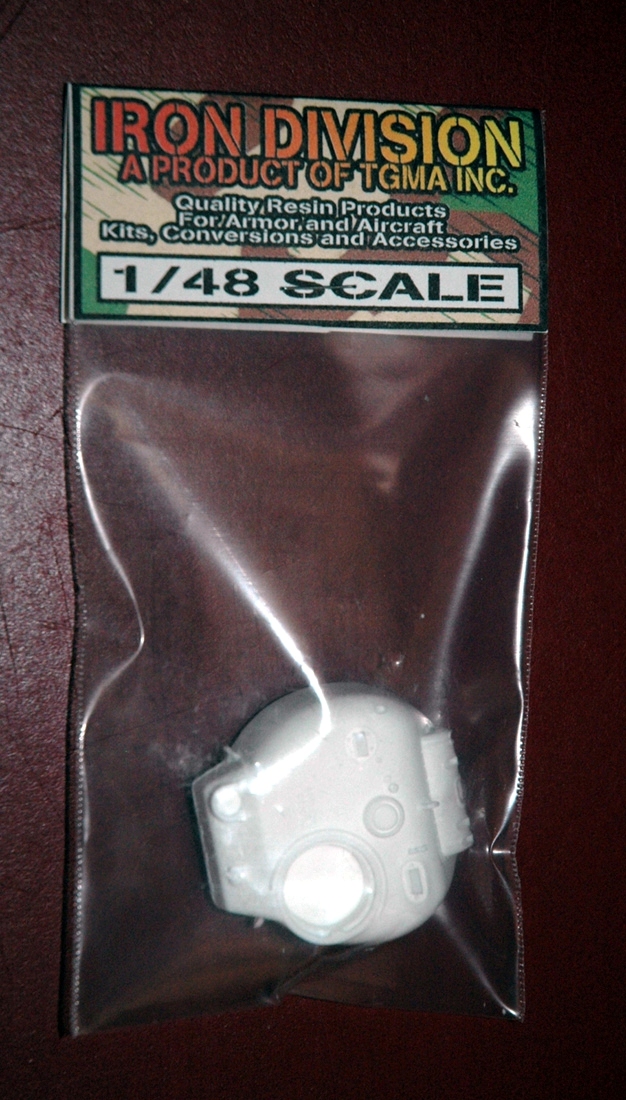 IRON DIVISION
A PRODUCT OF TGMA INC.
Quality Resin Products
For Armor and Aircraft
Kits, Conversions and Accessories
1/48 SCALE